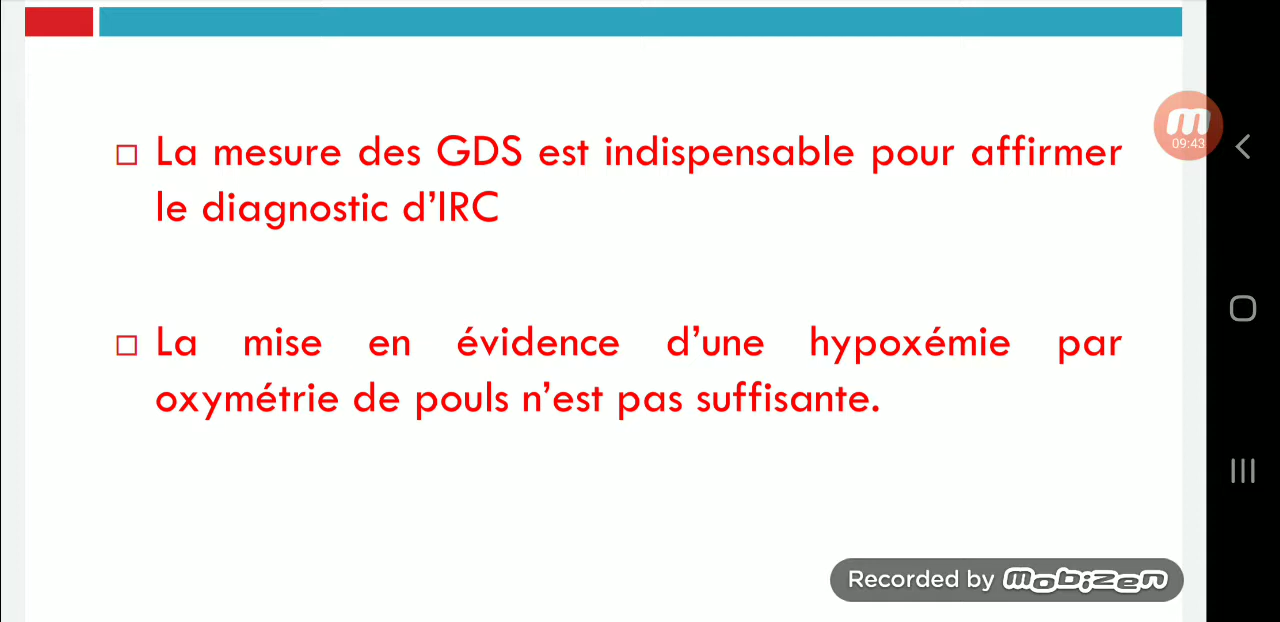 La mesure des GDS est indispensable pour affirmer
le diagnostic d’IRC
La mise en évidence d’une hypoxémie par
oxymétrie de pouls n’est pas suffisante.
m
09:43
Recorded by mobizen